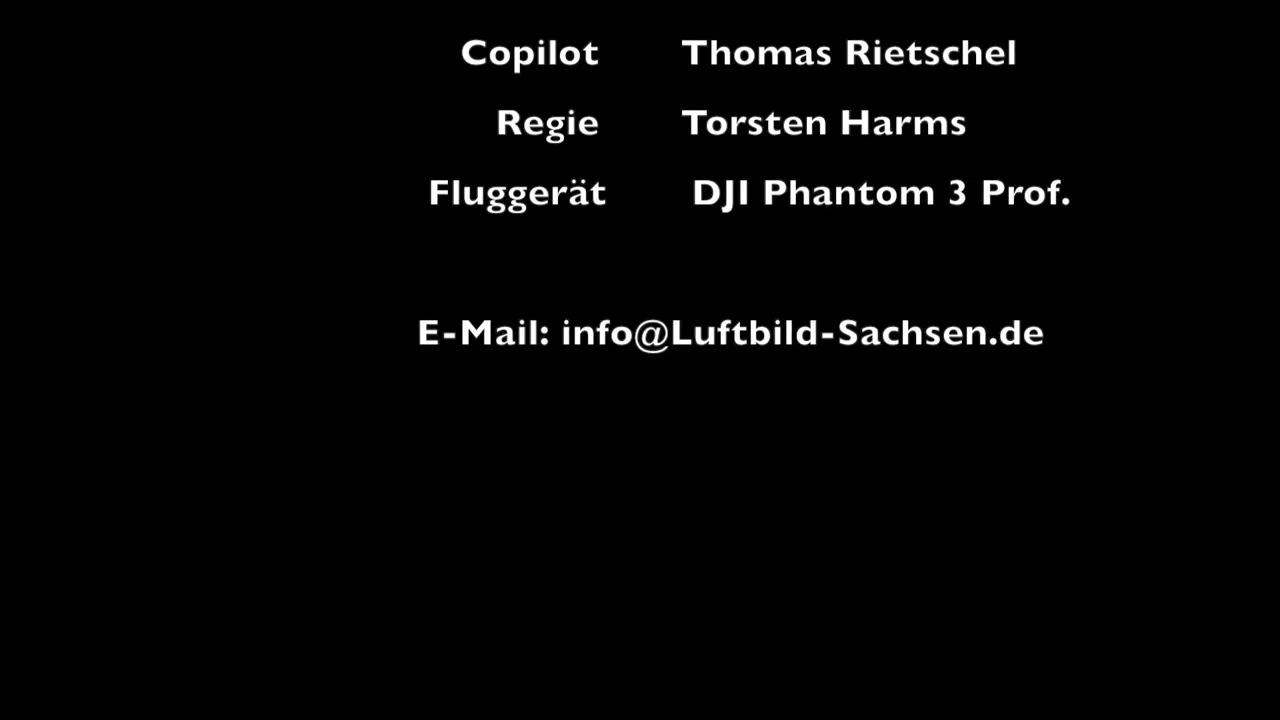 Copilot Thomas Rietschel
Regie Torsten Harms
Fluggerät DJI Phantom 3 Prof.
E-Mail: info@Luftbild-Sachsen.de